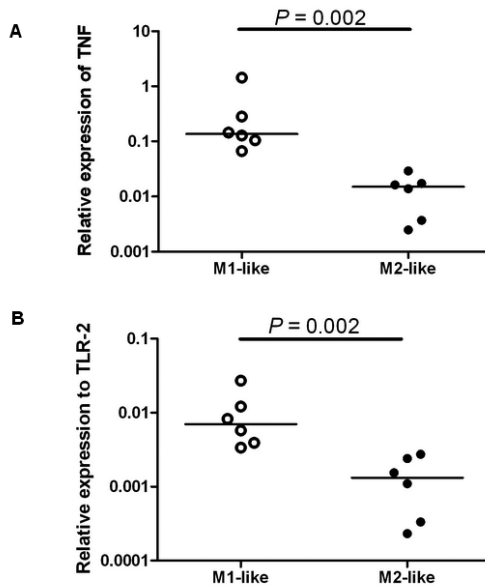 A
P = 0.002
Relative expression of TNF
10
1
0.1
0.01
0.001
M1-like
M2-like
B
P = 0.002
Relative expression to TLR-2
0.1
0.01
0.001
0.0001
M1-like
M2-like